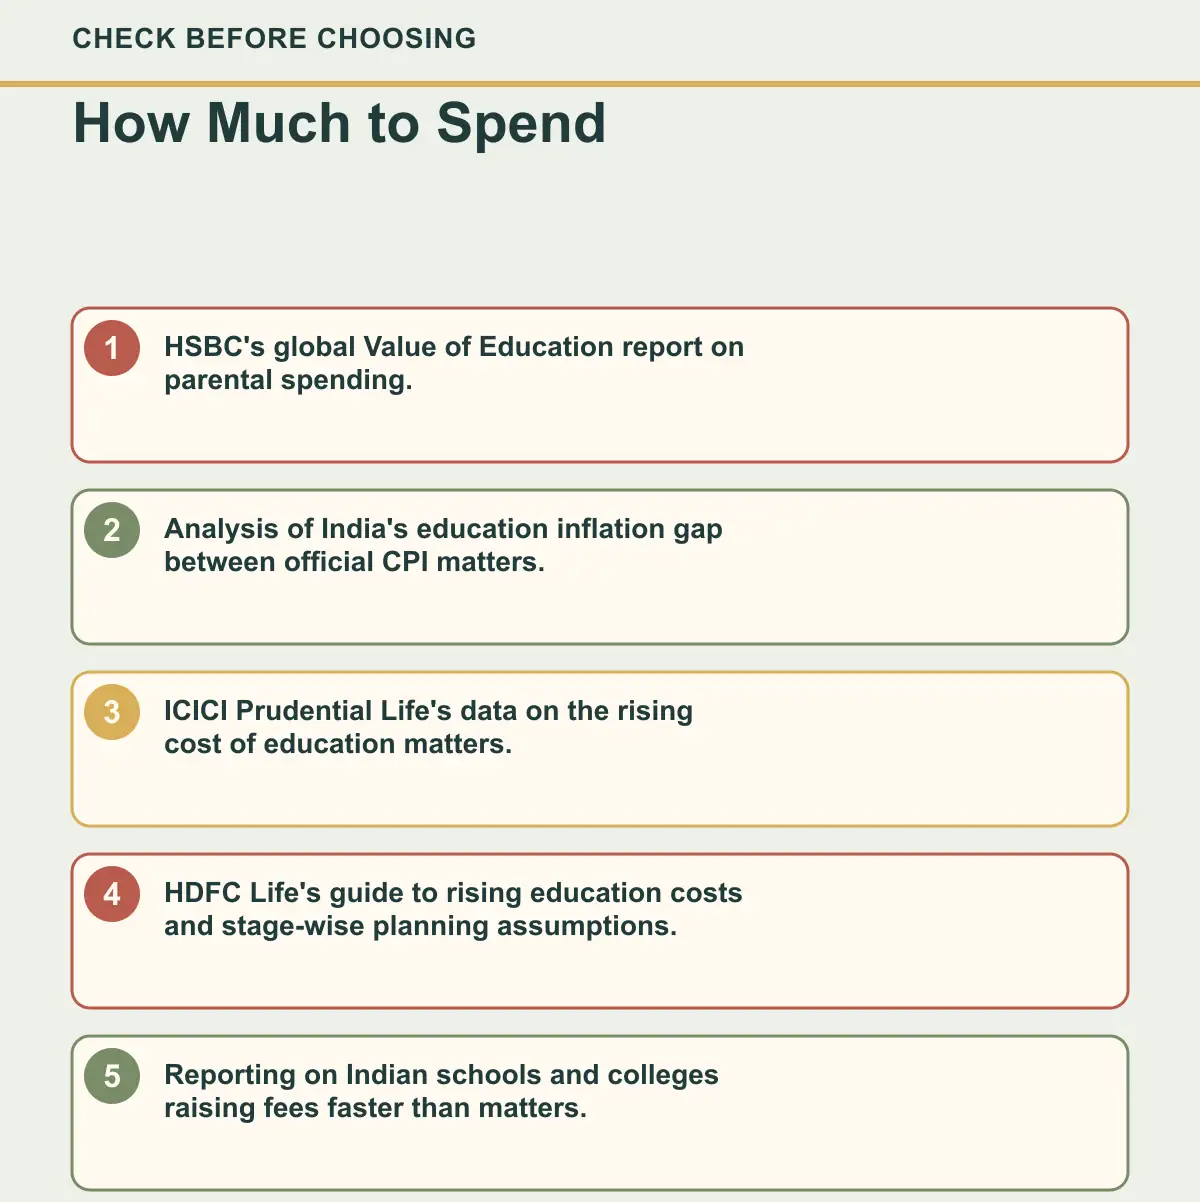 CHECK BEFORE CHOOSING
How Much to Spend
1
HSBC's global Value of Education report on
parental spending.
2
Analysis of India's education inflation gap
between official CPI matters.
3
ICICI Prudential Life's data on the rising
cost of education matters.
4
HDFC Life's guide to rising education costs
and stage-wise planning assumptions.
5
Reporting on Indian schools and colleges
raising fees faster than matters.